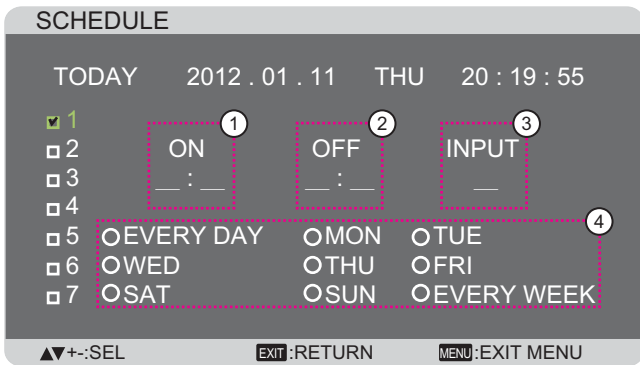 SCHEDULE
TODAY 2012 . 01 . 11 THU 20 : 19 : 55
1
2
3
4
5
6
7
1
ON
__ : __
2
OFF
__ : __
3
INPUT
__
4
EVERY DAY MON TUE
WED THU FRI
SAT SUN EVERY WEEK
▲▼+-:SEL EXIT:RETURN MENU:EXIT MENU